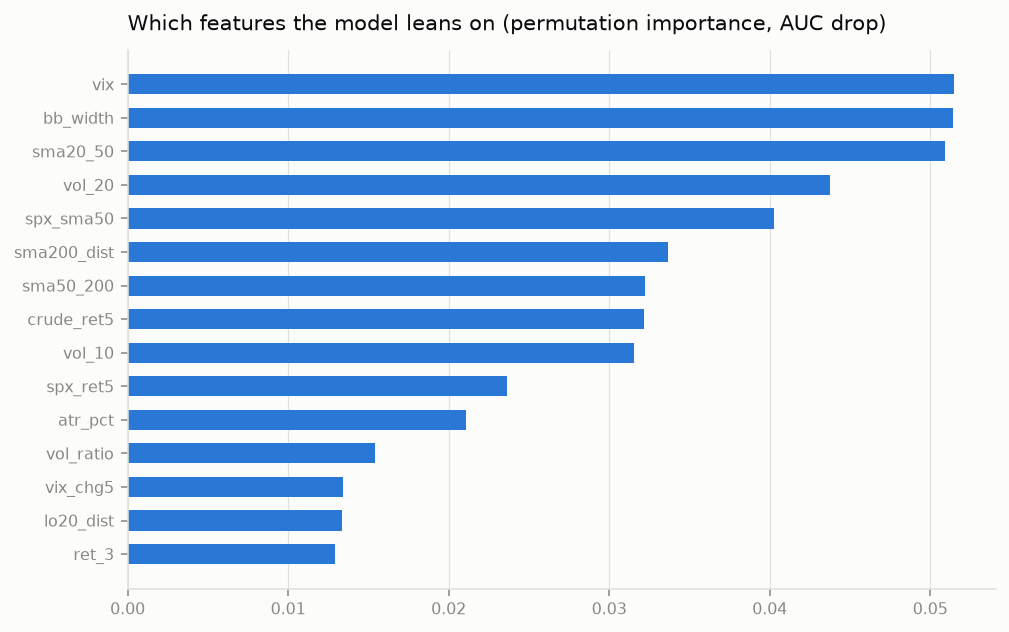 Which features the model leans on (permutation importance, AUC drop)
vix
bb_width
sma20_50
vol_20
spx_sma50
sma200_dist
sma50_200
crude_ret5
vol_10
spx_ret5
atr_pct
vol_ratio
vix_chg5
lo20_dist
ret_3
0.00 0.01 0.02 0.03 0.04 0.05